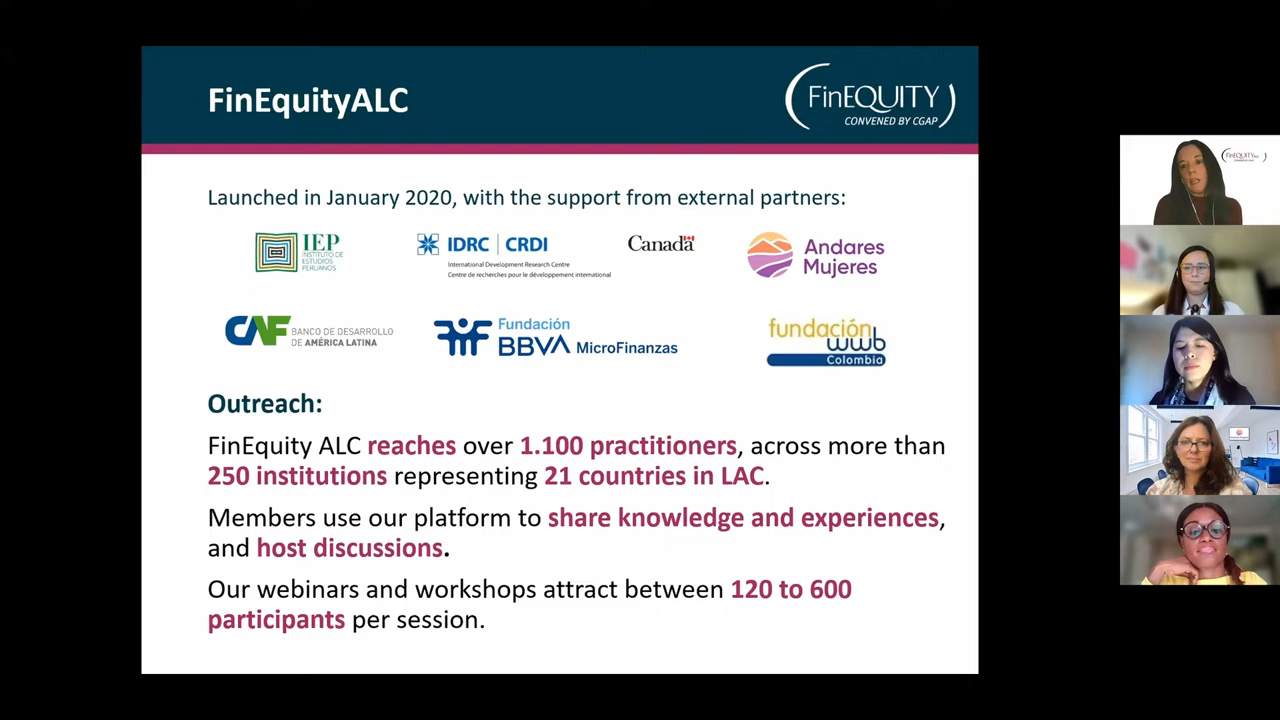 FinEquityALC
FinEQUITY
CONVENED BY CGAP
Launched in January 2020, with the support from external partners:
IEP
INSTITUTO DE
ESTUDIOS
PERUANOS
IDRC | CRDI
International Development Research Centre
Centre de recherches pour le développement international
Canada
Andares
Mujeres
CAF BANCO DE DESARROLLO
DE AMÉRICA LATINA
Fundación
BBVA MicroFinanzas
fundación
wwb
Colombia
Outreach:
FinEquity ALC reaches over 1.100 practitioners, across more than
250 institutions representing 21 countries in LAC.
Members use our platform to share knowledge and experiences,
and host discussions.
Our webinars and workshops attract between 120 to 600
participants per session.
FinEQUITY